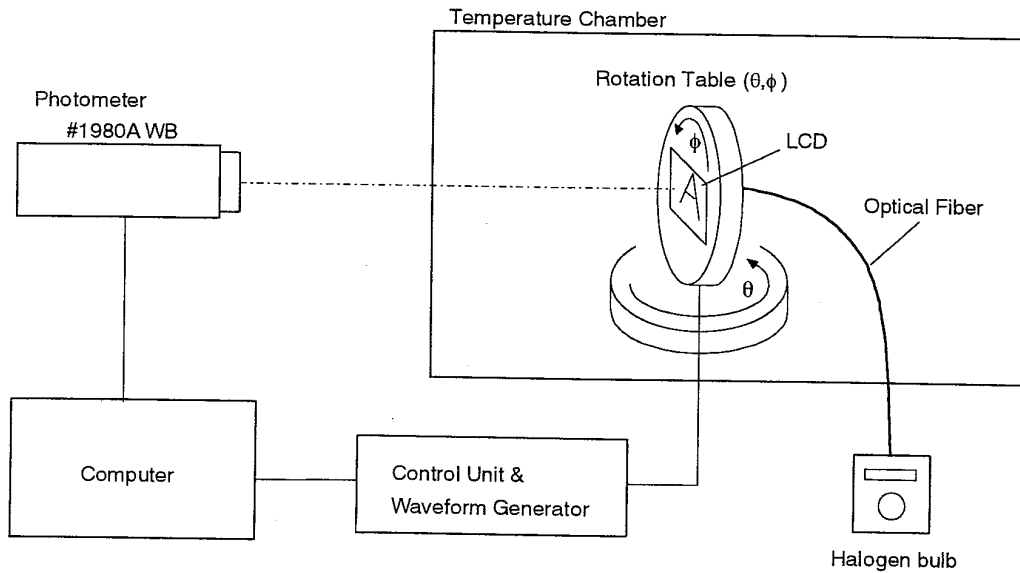 Temperature Chamber
Rotation Table (θ,ϕ)
Photometer
#1980A WB
ϕ
LCD
A
Optical Fiber
θ
Computer
Control Unit &
Waveform Generator
Halogen bulb